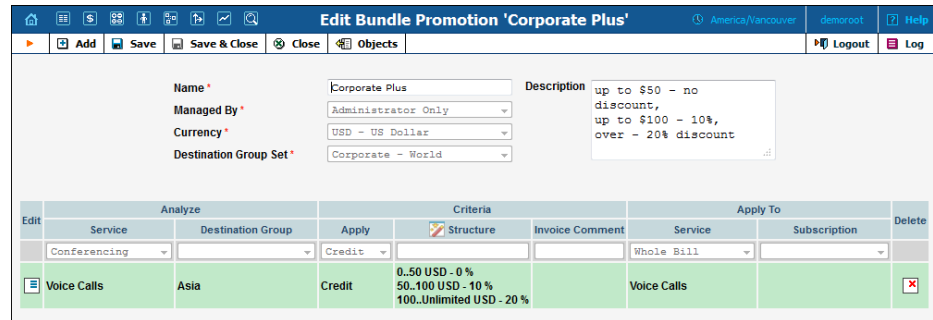 Edit Bundle Promotion 'Corporate Plus'
America/Vancouver
demoroot
? Help
Add
Save
Save & Close
Close
Objects
Logout
Log
Name *
Corporate Plus
Managed By *
Administrator Only
Currency *
USD - US Dollar
Destination Group Set *
Corporate - World
Description
up to $50 - no
discount,
up to $100 - 10%,
over - 20% discount
Edit
Analyze
Criteria
Apply To
Delete
Service
Destination Group
Apply
Structure
Invoice Comment
Service
Subscription
Conferencing
Credit
Whole Bill
Voice Calls
Asia
Credit
0..50 USD - 0 %
50..100 USD - 10 %
100..Unlimited USD - 20 %
Voice Calls